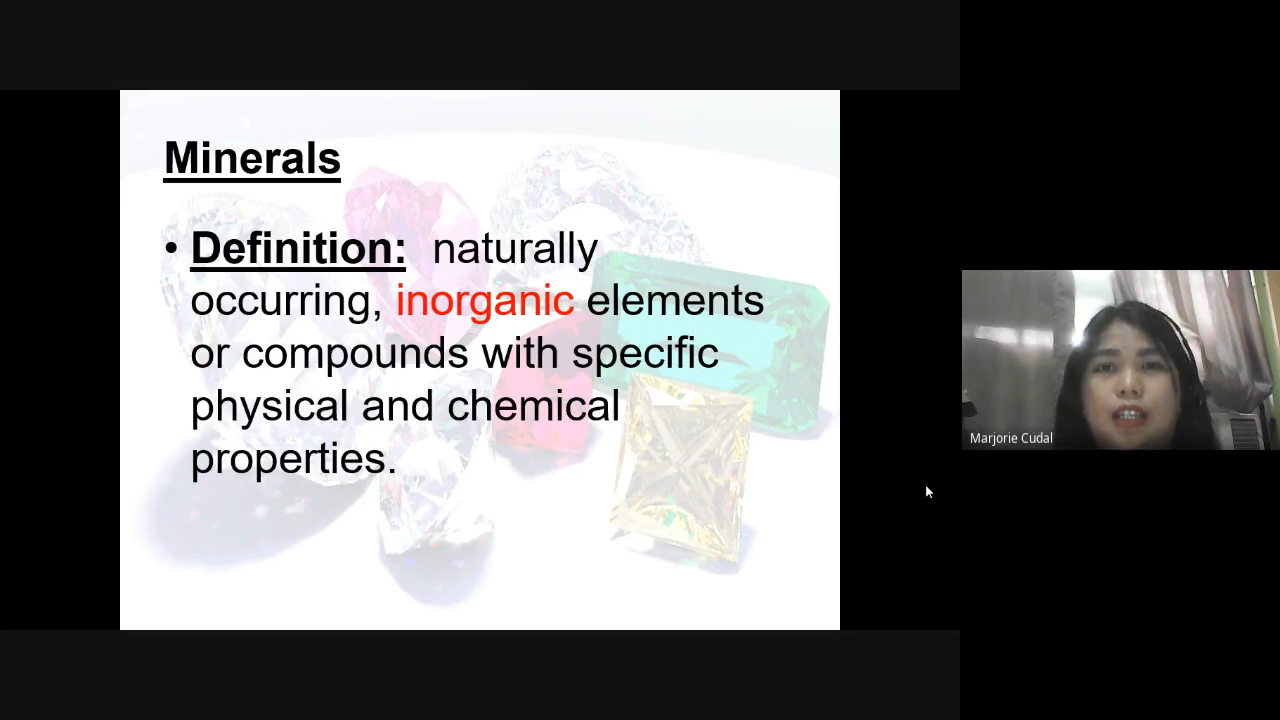 Minerals
• Definition: naturally
occurring, inorganic elements
or compounds with specific
physical and chemical
properties.
Marjorie Cudal